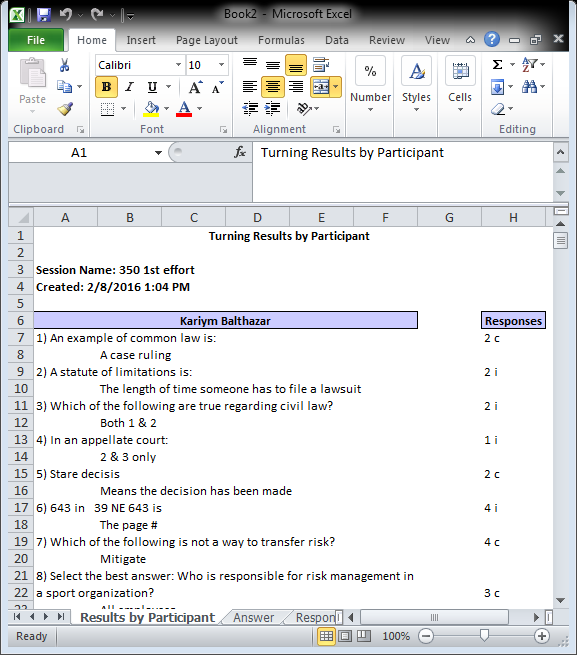 Book2 - Microsoft Excel
File Home Insert Page Layout Formulas Data Review View
Paste
Calibri 10
B I U A A
A
%
Number
A
Styles
Cells
Σ
Clipboard Font Alignment Editing
A1 fx Turning Results by Participant
A B C D E F G H
1 Turning Results by Participant
2
3 Session Name: 350 1st effort
4 Created: 2/8/2016 1:04 PM
5
6 Kariym Balthazar Responses
7 1) An example of common law is: 2 c
8 A case ruling
9 2) A statute of limitations is: 2 i
10 The length of time someone has to file a lawsuit
11 3) Which of the following are true regarding civil law? 2 i
12 Both 1 & 2
13 4) In an appellate court: 1 i
14 2 & 3 only
15 5) Stare decisis 2 c
16 Means the decision has been made
17 6) 643 in 39 NE 643 is 4 i
18 The page #
19 7) Which of the following is not a way to transfer risk? 4 c
20 Mitigate
21 8) Select the best answer: Who is responsible for risk management in
22 a sport organization? 3 c
23 All employees
Results by Participant Answer Respon
Ready 100%